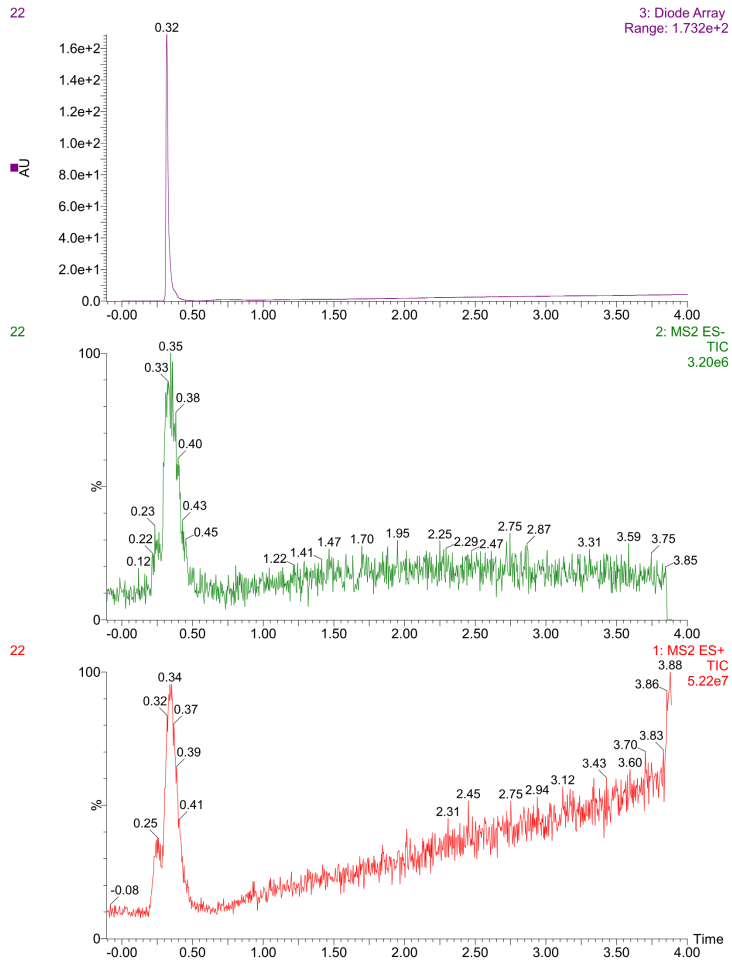 22
3: Diode Array
Range: 1.732e+2
0.32
1.6e+2
1.4e+2
1.2e+2
1.0e+2
AU
8.0e+1
6.0e+1
4.0e+1
2.0e+1
0.0
-0.00 0.50 1.00 1.50 2.00 2.50 3.00 3.50 4.00
22
2: MS2 ES-
TIC
3.20e6
100
0.35
0.33
0.38
0.40
%
0.43
0.23
0.45
0.22
0.12
1.22 1.41 1.47 1.70 1.95 2.25 2.29 2.47 2.75 2.87 3.31 3.59 3.75 3.85
0
-0.00 0.50 1.00 1.50 2.00 2.50 3.00 3.50 4.00
22
1: MS2 ES+
TIC
5.22e7
100
0.34
3.88
3.86
0.32
0.37
3.83
3.70
0.39
3.60
3.43
3.12
2.94
2.75
2.45
2.31
%
0.41
0.25
-0.08
0
Time
-0.00 0.50 1.00 1.50 2.00 2.50 3.00 3.50 4.00